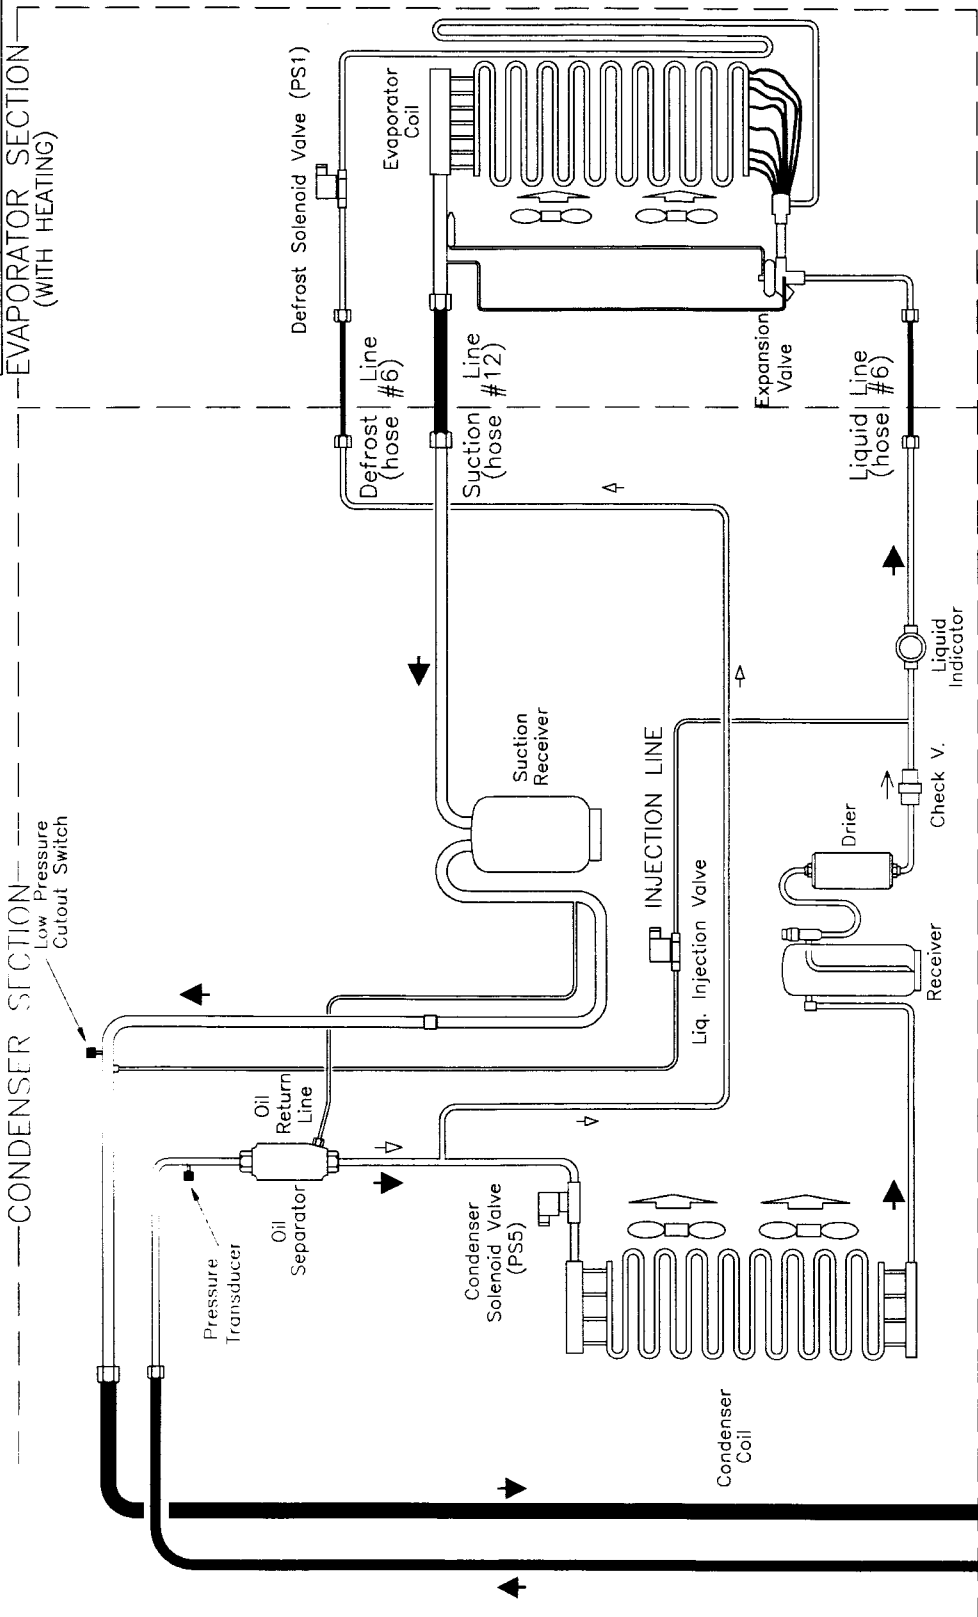 EVAPORATOR SECTION
(WITH HEATING)
CONDENSER SECTION
Low Pressure
Cutout Switch
Defrost Solenoid Valve (PS1)
Evaporator
Coil
Defrost Line
(hose #6)
Suction Line
(hose #12)
Expansion
Valve
Liquid Line
(hose #6)
Suction
Receiver
INJECTION LINE
Liq. Injection Valve
Liquid
Indicator
Check V.
Drier
Receiver
Oil
Return
Line
Oil
Separator
Pressure
Transducer
Condenser
Solenoid Valve
(PS5)
Condenser
Coil